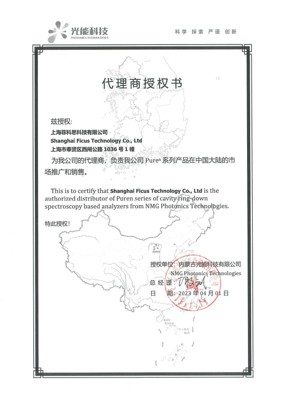 光能科技
科学 探索 严谨 创新
代理商授权书
兹授权:
上海菲科思科技有限公司
Shanghai Ficus Technology Co., Ltd
上海市奉贤区西闸公路 1036 号 1 幢
为我公司的代理商，负责我公司 Pureⁿ 系列产品在中国大陆的市
场推广和销售。
This is to certify that Shanghai Ficus Technology Co., Ltd is the
authorized distributor of Puren series of cavity ring-down
spectroscopy based analyzers from NMG Photonics Technologies.
特此授权！
授权单位: 内蒙古光能科技有限公司
NMG Photonics Technologies
总 经 理:
日 期: 2023 年 04 月 01 日